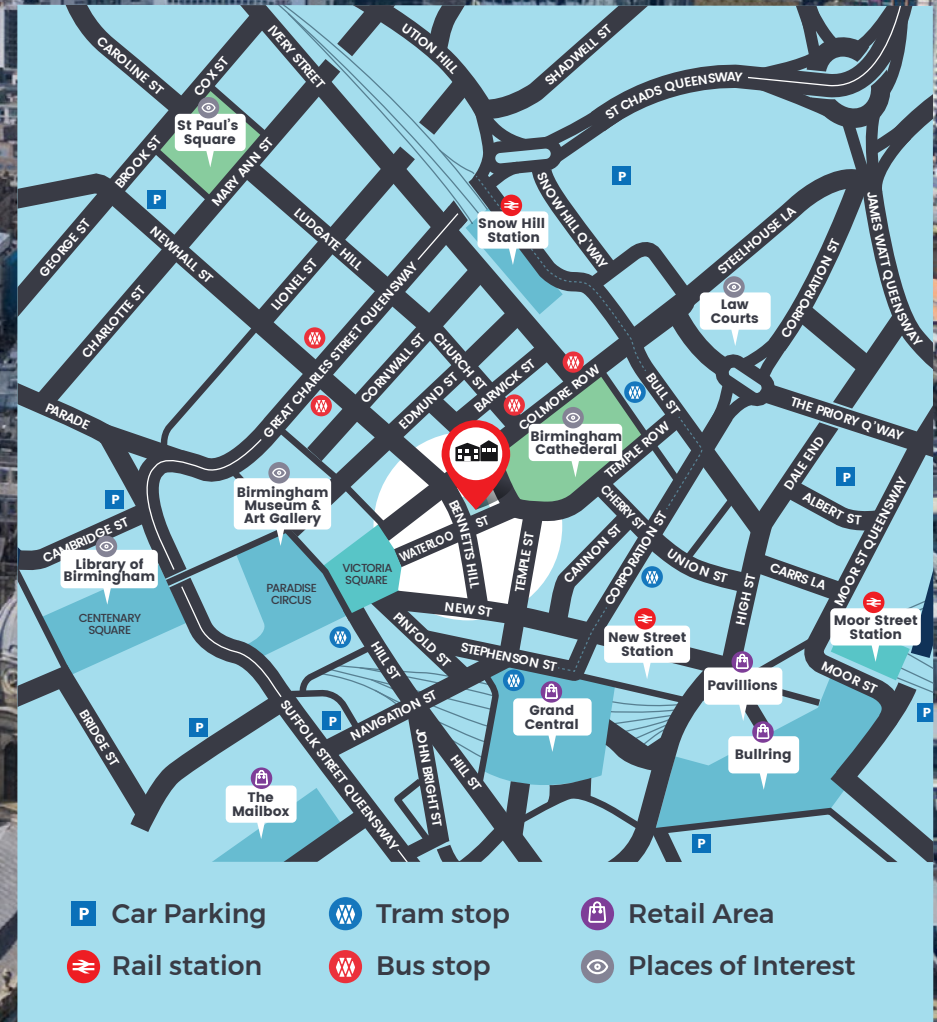 CAROLINE ST
COX ST
IVERY STREET
UTION HILL
SHADWELL ST
ST CHADS QUEENSWAY
St Paul's
Square
BROOK ST
MARY ANN ST
P
P
SNOW HILL Q'WAY
JAMES WATT QUEENSWAY
GEORGE ST
NEWHALL ST
LUDGATE HILL
Snow Hill
Station
STEELHOUSE LA
CHARLOTTE ST
LIONEL ST
GREAT CHARLES STREET QUEENSWAY
Law
Courts
CORPORATION ST
CORNWALL ST
CHURCH ST
EDMUND ST
BARWICK ST
COLMORE ROW
BULL ST
PARADE
THE PRIORY Q'WAY
Birmingham
Cathederal
TEMPLE ROW
DALE END
P
ALBERT ST
MOOR ST QUEENSWAY
Birmingham
Museum &
Art Gallery
P
CAMBRIDGE ST
Library of
Birmingham
CENTENARY
SQUARE
PARADISE
CIRCUS
VICTORIA
SQUARE
WATERLOO ST
BENNETTS HILL
TEMPLE ST
CHERRY ST
CANNON ST
CORPORATION ST
UNION ST
CARRS LA
HIGH ST
NEW ST
PINFOLD ST
STEPHENSON ST
New Street
Station
Moor Street
Station
MOOR ST
Pavillions
HILL ST
NAVIGATION ST
Grand
Central
Bullring
P
P
P
BRIDGE ST
SUFFOLK STREET QUEENSWAY
JOHN BRIGHT ST
HILL ST
The
Mailbox
P
P Car Parking
Tram stop
Retail Area
Rail station
Bus stop
Places of Interest